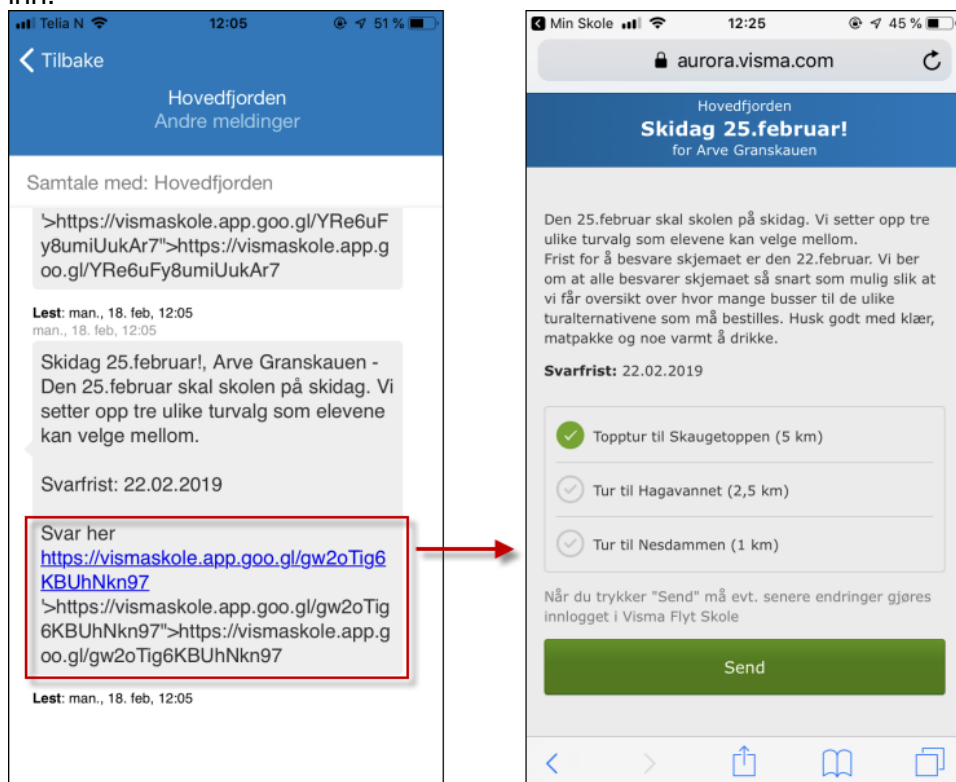 inn.
Telia N 12:05 51 %
Tilbake
Hovedfjorden
Andre meldinger
Samtale med: Hovedfjorden
'>https://vismaskole.app.goo.gl/YRe6uF
y8umiUukAr7">https://vismaskole.app.g
oo.gl/YRe6uFy8umiUukAr7
Lest: man., 18. feb, 12:05
man., 18. feb, 12:05
Skidag 25.februar!, Arve Granskauen -
Den 25.februar skal skolen på skidag. Vi
setter opp tre ulike turvalg som elevene
kan velge mellom.
Svarfrist: 22.02.2019
Svar her
https://vismaskole.app.goo.gl/gw2oTig6
KBUhNkn97
'>https://vismaskole.app.goo.gl/gw2oTig
6KBUhNkn97">https://vismaskole.app.g
oo.gl/gw2oTig6KBUhNkn97
Lest: man., 18. feb, 12:05
Min Skole 12:25 45 %
aurora.visma.com
Hovedfjorden
Skidag 25.februar!
for Arve Granskauen
Den 25.februar skal skolen på skidag. Vi setter opp tre
ulike turvalg som elevene kan velge mellom.
Frist for å besvare skjemaet er den 22.februar. Vi ber
om at alle besvarer skjemaet så snart som mulig slik at
vi får oversikt over hvor mange busser til de ulike
turalternativene som må bestilles. Husk godt med klær,
matpakke og noe varmt å drikke.
Svarfrist: 22.02.2019
Topptur til Skaugetoppen (5 km)
Tur til Hagavannet (2,5 km)
Tur til Nesdammen (1 km)
Når du trykker "Send" må evt. senere endringer gjøres
innlogget i Visma Flyt Skole
Send